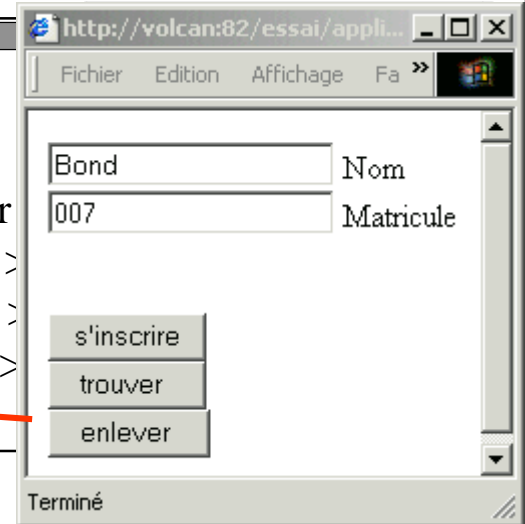 http://volcan:82/essai/appli...
Fichier Edition Affichage Fa »
Bond Nom
r
007 Matricule
>
>
s'inscrire
>
trouver
enlever
Terminé